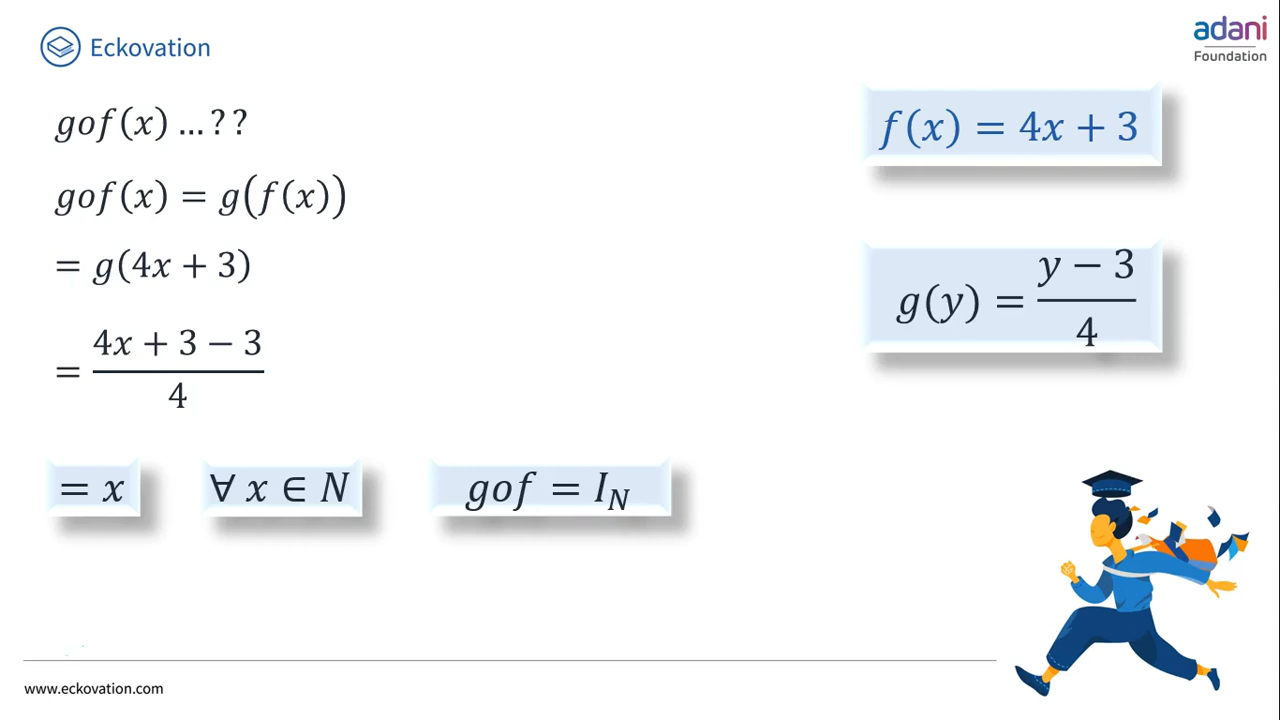 Eckovation
adani
Foundation
gof(x) ...??
gof(x) = g(f(x))
= g(4x + 3)
= (4x + 3 − 3)/4
= x
∀ x ∈ N
gof = I_N
f(x) = 4x + 3
g(y) = (y − 3)/4
www.eckovation.com